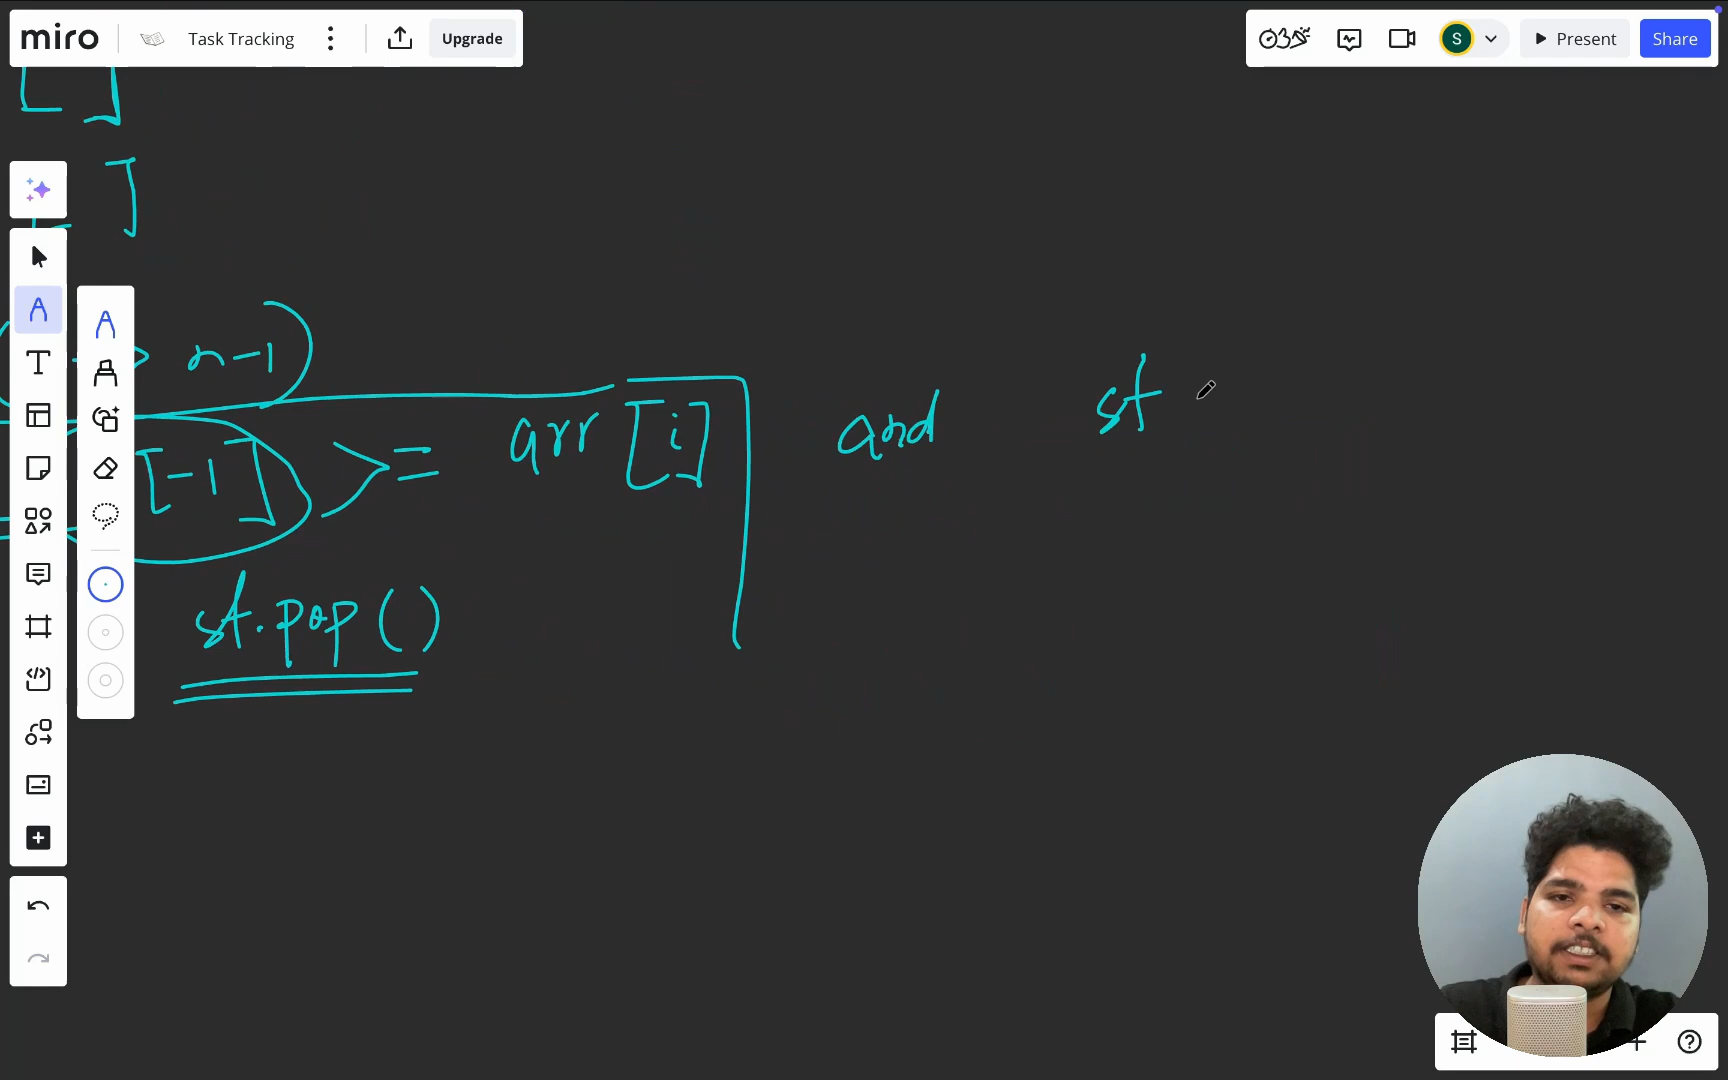 miro Task Tracking Upgrade S Present Share
[ ]
]
> n-1)
[-1] >= arr [i] and st
st.pop()